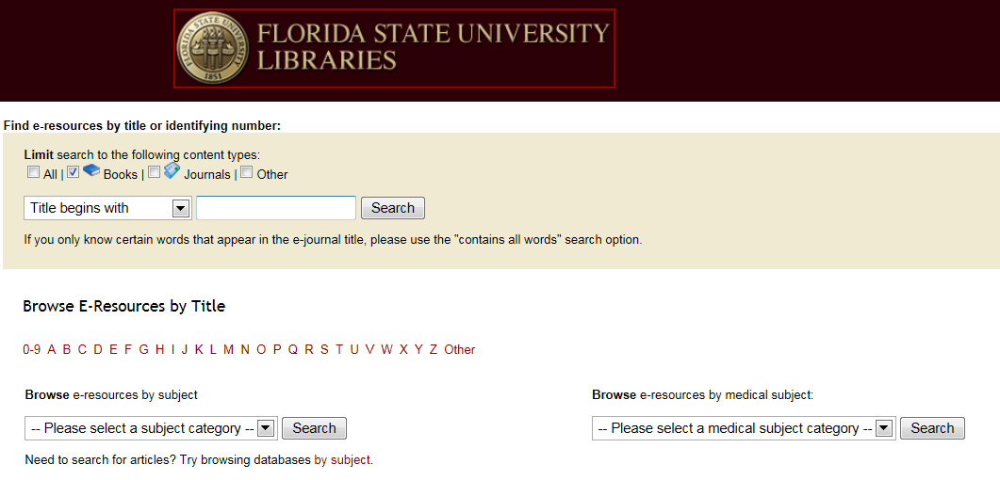 FLORIDA STATE UNIVERSITY
LIBRARIES
FLORIDA STATE UNIVERSITY
1851
Find e-resources by title or identifying number:
Limit search to the following content types:
All | Books | Journals | Other
Title begins with Search
If you only know certain words that appear in the e-journal title, please use the "contains all words" search option.
Browse E-Resources by Title
0-9 A B C D E F G H I J K L M N O P Q R S T U V W X Y Z Other
Browse e-resources by subject
-- Please select a subject category -- Search
Need to search for articles? Try browsing databases by subject.
Browse e-resources by medical subject:
-- Please select a medical subject category -- Search